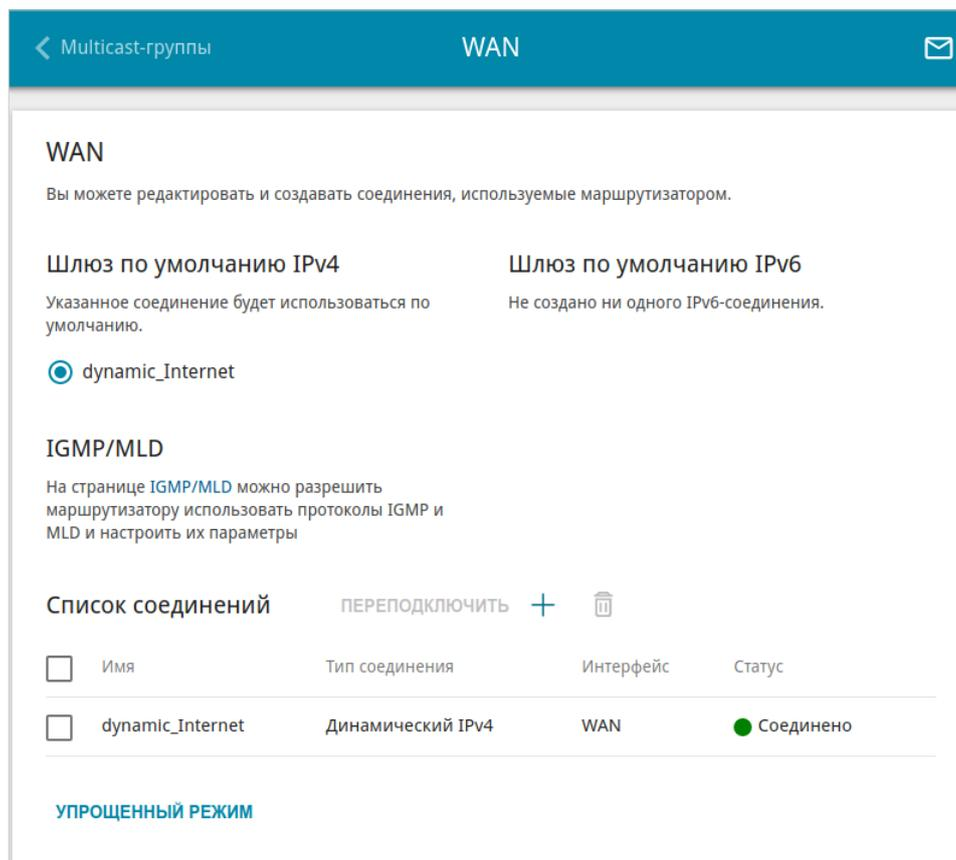 Multicast-группы
WAN
WAN
Вы можете редактировать и создавать соединения, используемые маршрутизатором.
Шлюз по умолчанию IPv4
Указанное соединение будет использоваться по
умолчанию.
dynamic_Internet
Шлюз по умолчанию IPv6
Не создано ни одного IPv6-соединения.
IGMP/MLD
На странице IGMP/MLD можно разрешить
маршрутизатору использовать протоколы IGMP и
MLD и настроить их параметры
Список соединений ПЕРЕПОДКЛЮЧИТЬ
Имя Тип соединения Интерфейс Статус
dynamic_Internet Динамический IPv4 WAN Соединено
УПРОЩЕННЫЙ РЕЖИМ